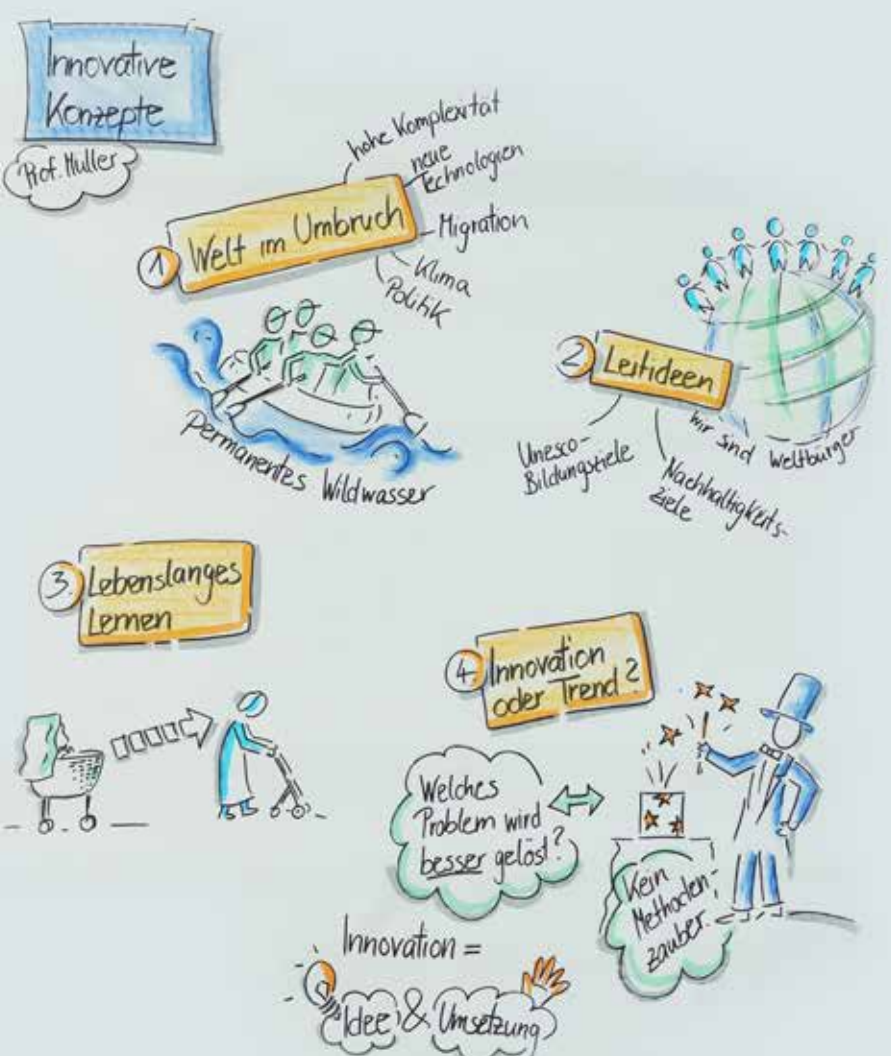 Innovative
Konzepte
Prof. Müller
1 Welt im Umbruch
hohe Komplexität
neue
Technologien
Migration
Klima
Politik
permanentes Wildwasser
2 Leitideen
wir sind Weltbürger
Unesco-
Bildungsziele
Nachhaltigkeits-
ziele
3. Lebenslanges
Lernen
4. Innovation
oder Trend?
Welches
Problem wird
besser gelöst?
Kein
Methoden-
zauber.
Innovation =
Idee & Umsetzung